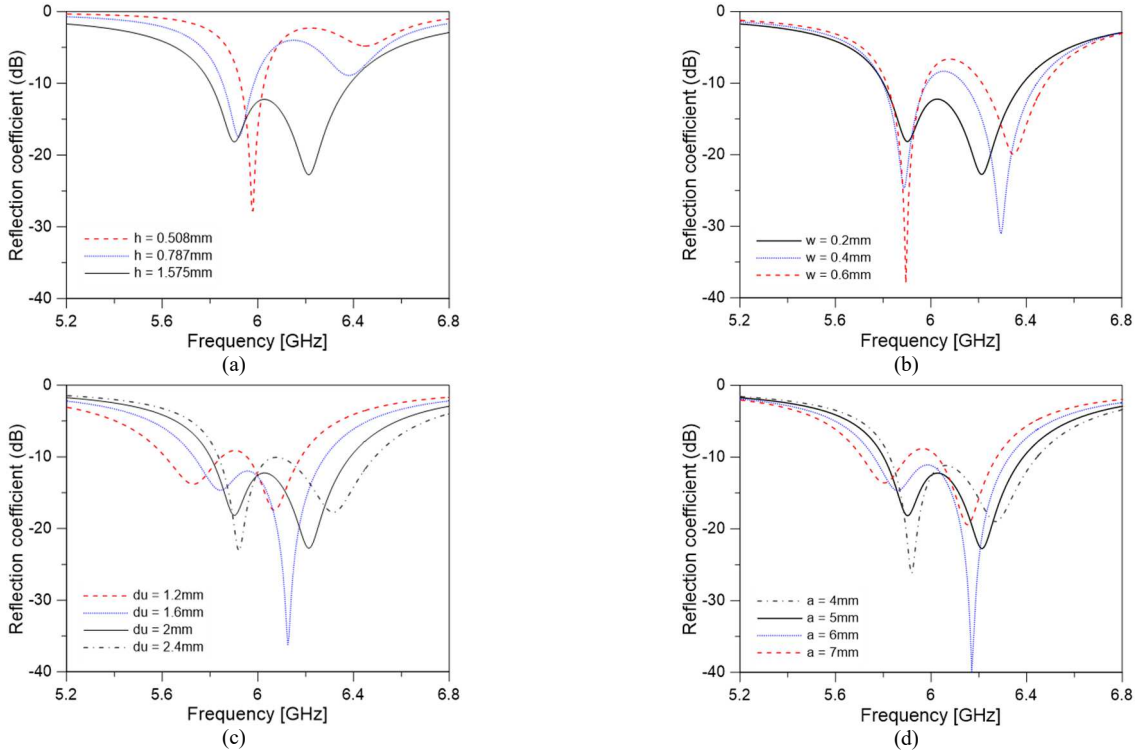 0
-10
-20
-30
-40
Reflection coefficient (dB)
h = 0.508mm
h = 0.787mm
h = 1.575mm
5.2 5.6 6 6.4 6.8
Frequency [GHz]
(a)
0
-10
-20
-30
-40
Reflection coefficient (dB)
w = 0.2mm
w = 0.4mm
w = 0.6mm
5.2 5.6 6 6.4 6.8
Frequency [GHz]
(b)
0
-10
-20
-30
-40
Reflection coefficient (dB)
du = 1.2mm
du = 1.6mm
du = 2mm
du = 2.4mm
5.2 5.6 6 6.4 6.8
Frequency [GHz]
(c)
0
-10
-20
-30
-40
Reflection coefficient (dB)
a = 4mm
a = 5mm
a = 6mm
a = 7mm
5.2 5.6 6 6.4 6.8
Frequency [GHz]
(d)